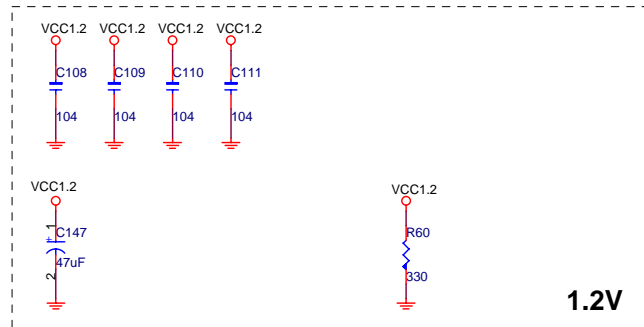 VCC1.2 VCC1.2 VCC1.2 VCC1.2
C108 C109 C110 C111
104 104 104 104
VCC1.2 VCC1.2
1
+ C147 R60
47uF
2 330
1.2V